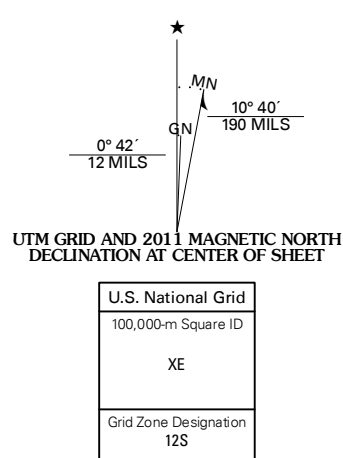 ★
MN
10° 40´
190 MILS
GN
0° 42´
12 MILS
UTM GRID AND 2011 MAGNETIC NORTH
DECLINATION AT CENTER OF SHEET
U.S. National Grid
100,000-m Square ID
XE
Grid Zone Designation
12S